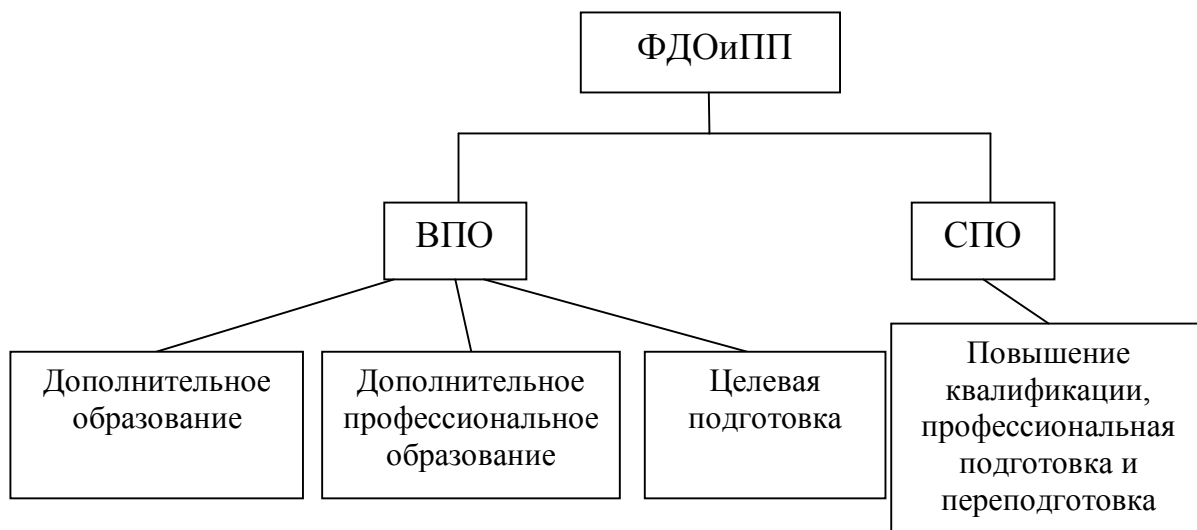 ФДОиПП
ВПО
СПО
Дополнительное
образование
Дополнительное
профессиональное
образование
Целевая
подготовка
Повышение
квалификации,
профессиональная
подготовка и
переподготовка